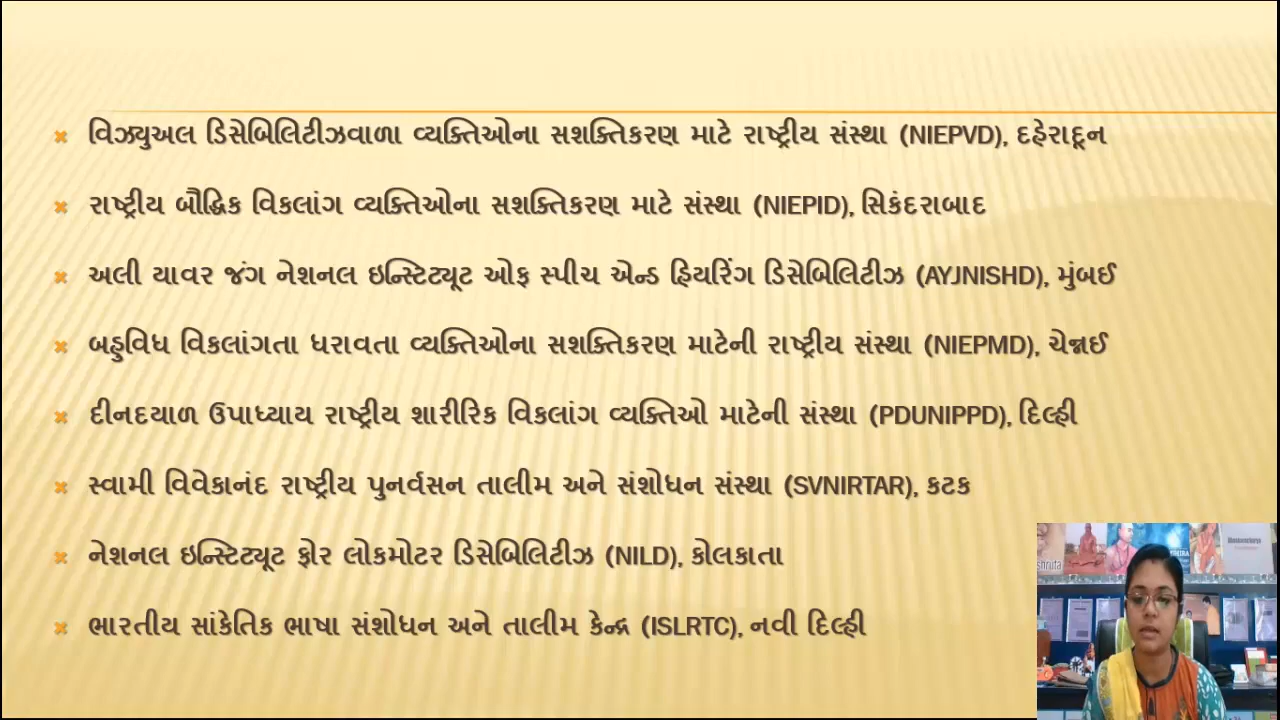 વિઝ્યુઅલ ડિસેબિલિટીઝવાળા વ્યક્તિઓના સશક્તિકરણ માટે રાષ્ટ્રીય સંસ્થા (NIEPVD), દહેરાદૂન
રાષ્ટ્રીય બૌદ્ધિક વિકલાંગ વ્યક્તિઓના સશક્તિકરણ માટે સંસ્થા (NIEPID), સિકંદરાબાદ
અલી યાવર જંગ નેશનલ ઇન્સ્ટિટ્યૂટ ઓફ સ્પીચ એન્ડ હિયરિંગ ડિસેબિલિટીઝ (AYJNISHD), મુંબઈ
બહુવિધ વિકલાંગતા ધરાવતા વ્યક્તિઓના સશક્તિકરણ માટેની રાષ્ટ્રીય સંસ્થા (NIEPMD), ચેન્નઈ
દીનદયાળ ઉપાધ્યાય રાષ્ટ્રીય શારીરિક વિકલાંગ વ્યક્તિઓ માટેની સંસ્થા (PDUNIPPD), દિલ્હી
સ્વામી વિવેકાનંદ રાષ્ટ્રીય પુનર્વસન તાલીમ અને સંશોધન સંસ્થા (SVNIRTAR), કટક
નેશનલ ઇન્સ્ટિટ્યૂટ ફોર લોકમોટર ડિસેબિલિટીઝ (NILD), કોલકાતા
ભારતીય સાંકેતિક ભાષા સંશોધન અને તાલીમ કેન્દ્ર (ISLRTC), નવી દિલ્હી